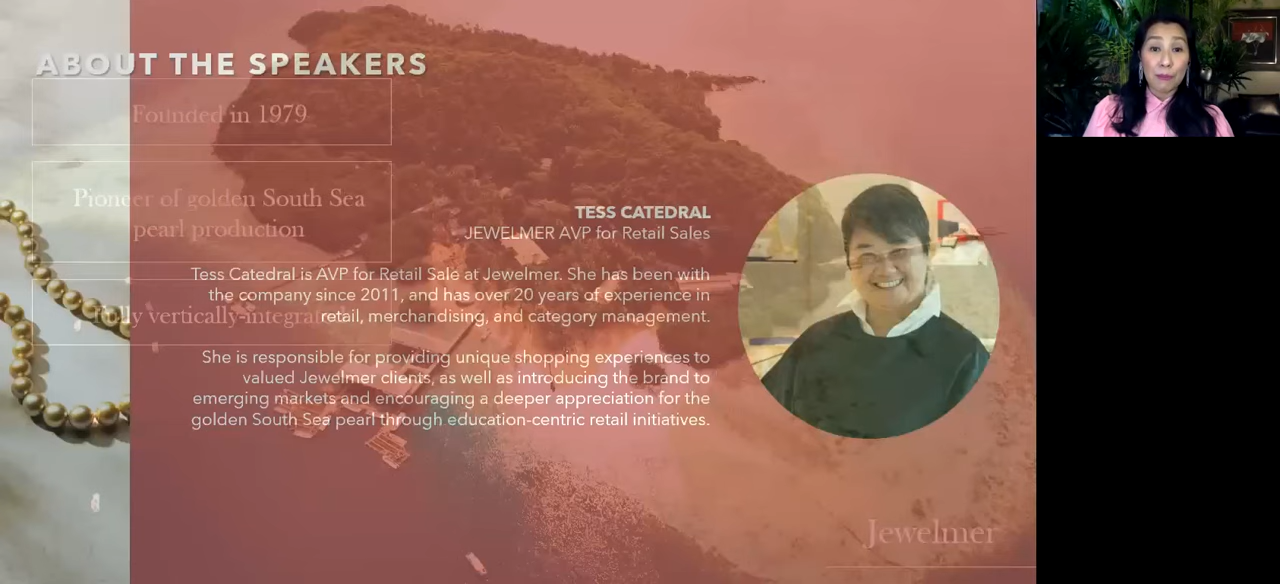 ABOUT THE SPEAKERS
Founded in 1979
Pioneer of golden South Sea
pearl production
Fully vertically-integrated
TESS CATEDRAL
JEWELMER AVP for Retail Sales
Tess Catedral is AVP for Retail Sale at Jewelmer. She has been with
the company since 2011, and has over 20 years of experience in
retail, merchandising, and category management.
She is responsible for providing unique shopping experiences to
valued Jewelmer clients, as well as introducing the brand to
emerging markets and encouraging a deeper appreciation for the
golden South Sea pearl through education-centric retail initiatives.
Jewelmer